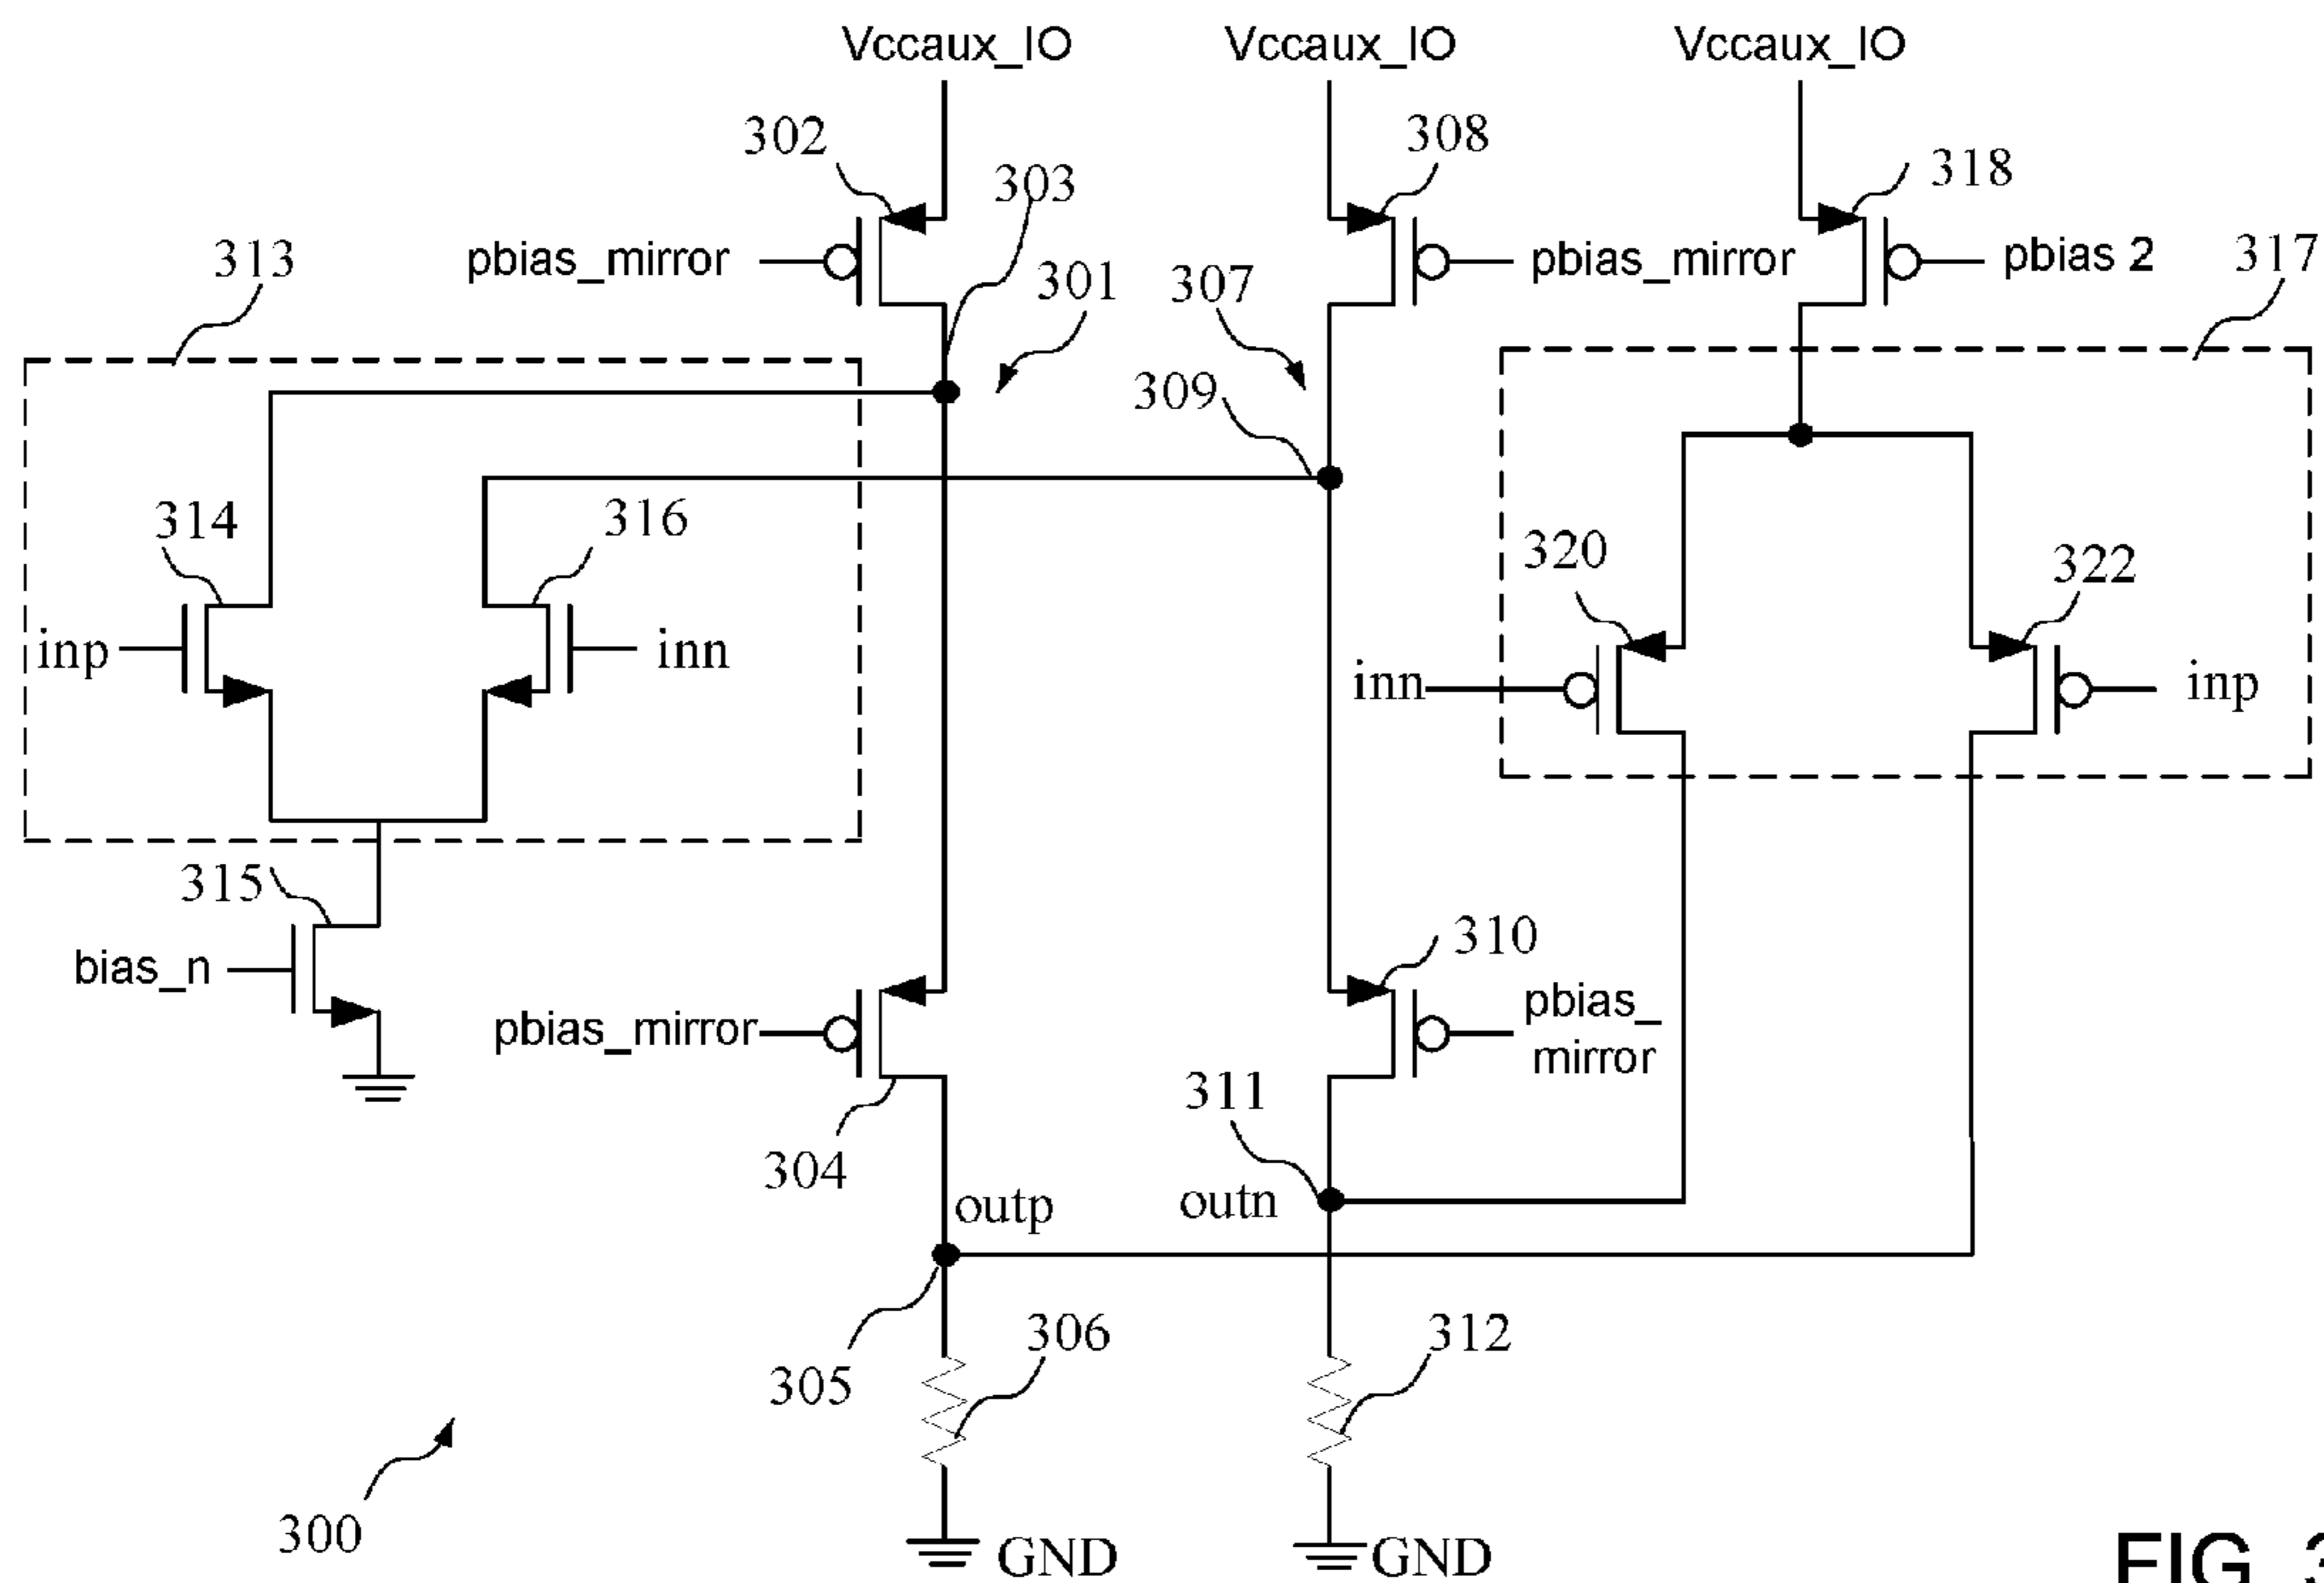 Vccaux_IO Vccaux_IO Vccaux_IO
302
308
318
303
313
pbias_mirror
301
307
pbias_mirror
pbias 2
317
309
314
316
320
322
inp
inn
inn
inp
315
310
bias_n
pbias_mirror
pbias_
mirror
311
304
outp
outn
305
306
312
300
GND
GND
FIG. 3